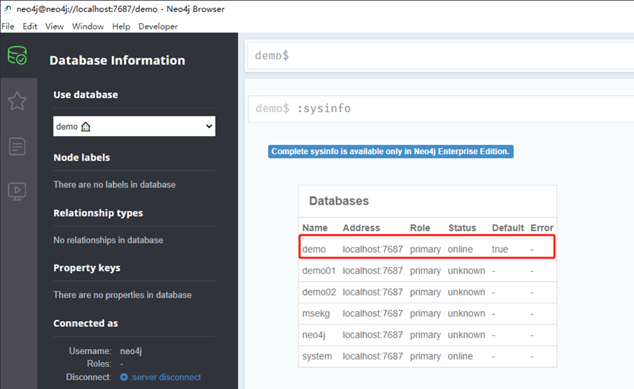 neo4j@neo4j://localhost:7687/demo - Neo4j Browser
File Edit View Window Help Developer
Database Information
Use database
demo
Node labels
There are no labels in database
Relationship types
No relationships in database
Property keys
There are no properties in database
Connected as
Username: neo4j
Roles: -
Disconnect: :server disconnect
demo$
demo$ :sysinfo
Complete sysinfo is available only in Neo4j Enterprise Edition.
Databases
Name Address Role Status Default Error
demo localhost:7687 primary online true -
demo01 localhost:7687 primary unknown - -
demo02 localhost:7687 primary unknown - -
msekg localhost:7687 primary unknown - -
neo4j localhost:7687 primary unknown - -
system localhost:7687 primary online - -